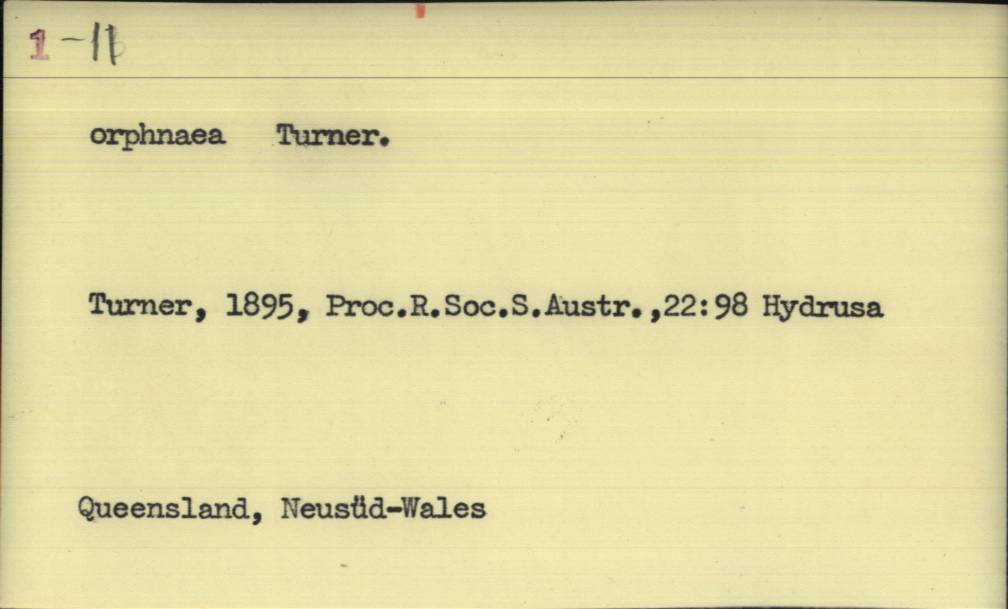 1 -11
orphnaea Turner.
Turner, 1895, Proc.R.Soc.S.Austr.,22:98 Hydrusa
Queensland, Neusüd-Wales